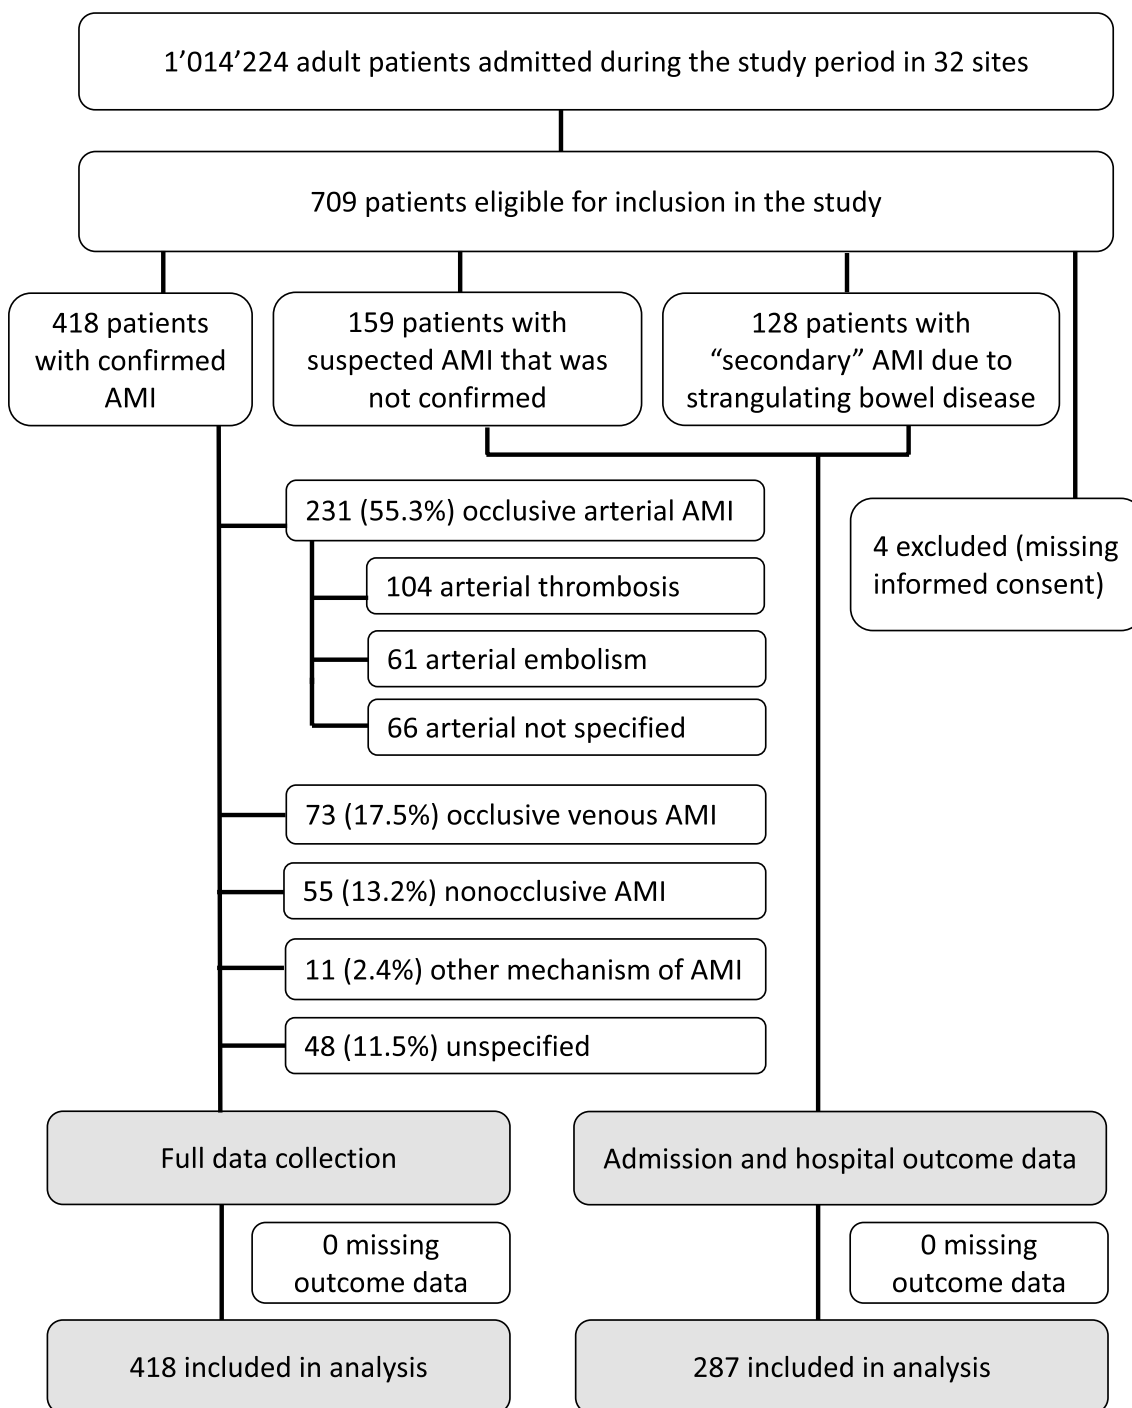 1’014’224 adult patients admitted during the study period in 32 sites
709 patients eligible for inclusion in the study
418 patients
with confirmed
AMI
159 patients with
suspected AMI that was
not confirmed
128 patients with
“secondary” AMI due to
strangulating bowel disease
4 excluded (missing
informed consent)
231 (55.3%) occlusive arterial AMI
104 arterial thrombosis
61 arterial embolism
66 arterial not specified
73 (17.5%) occlusive venous AMI
55 (13.2%) nonocclusive AMI
11 (2.4%) other mechanism of AMI
48 (11.5%) unspecified
Full data collection
Admission and hospital outcome data
0 missing
outcome data
0 missing
outcome data
418 included in analysis
287 included in analysis